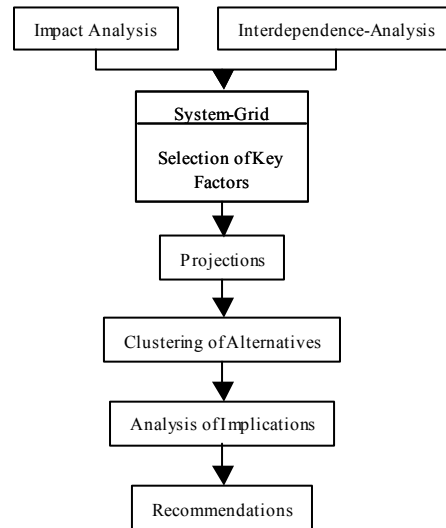 Impact Analysis
Interdependence-Analysis
System-Grid
Selection of Key
Factors
Projections
Clustering of Alternatives
Analysis of Implications
Recommendations